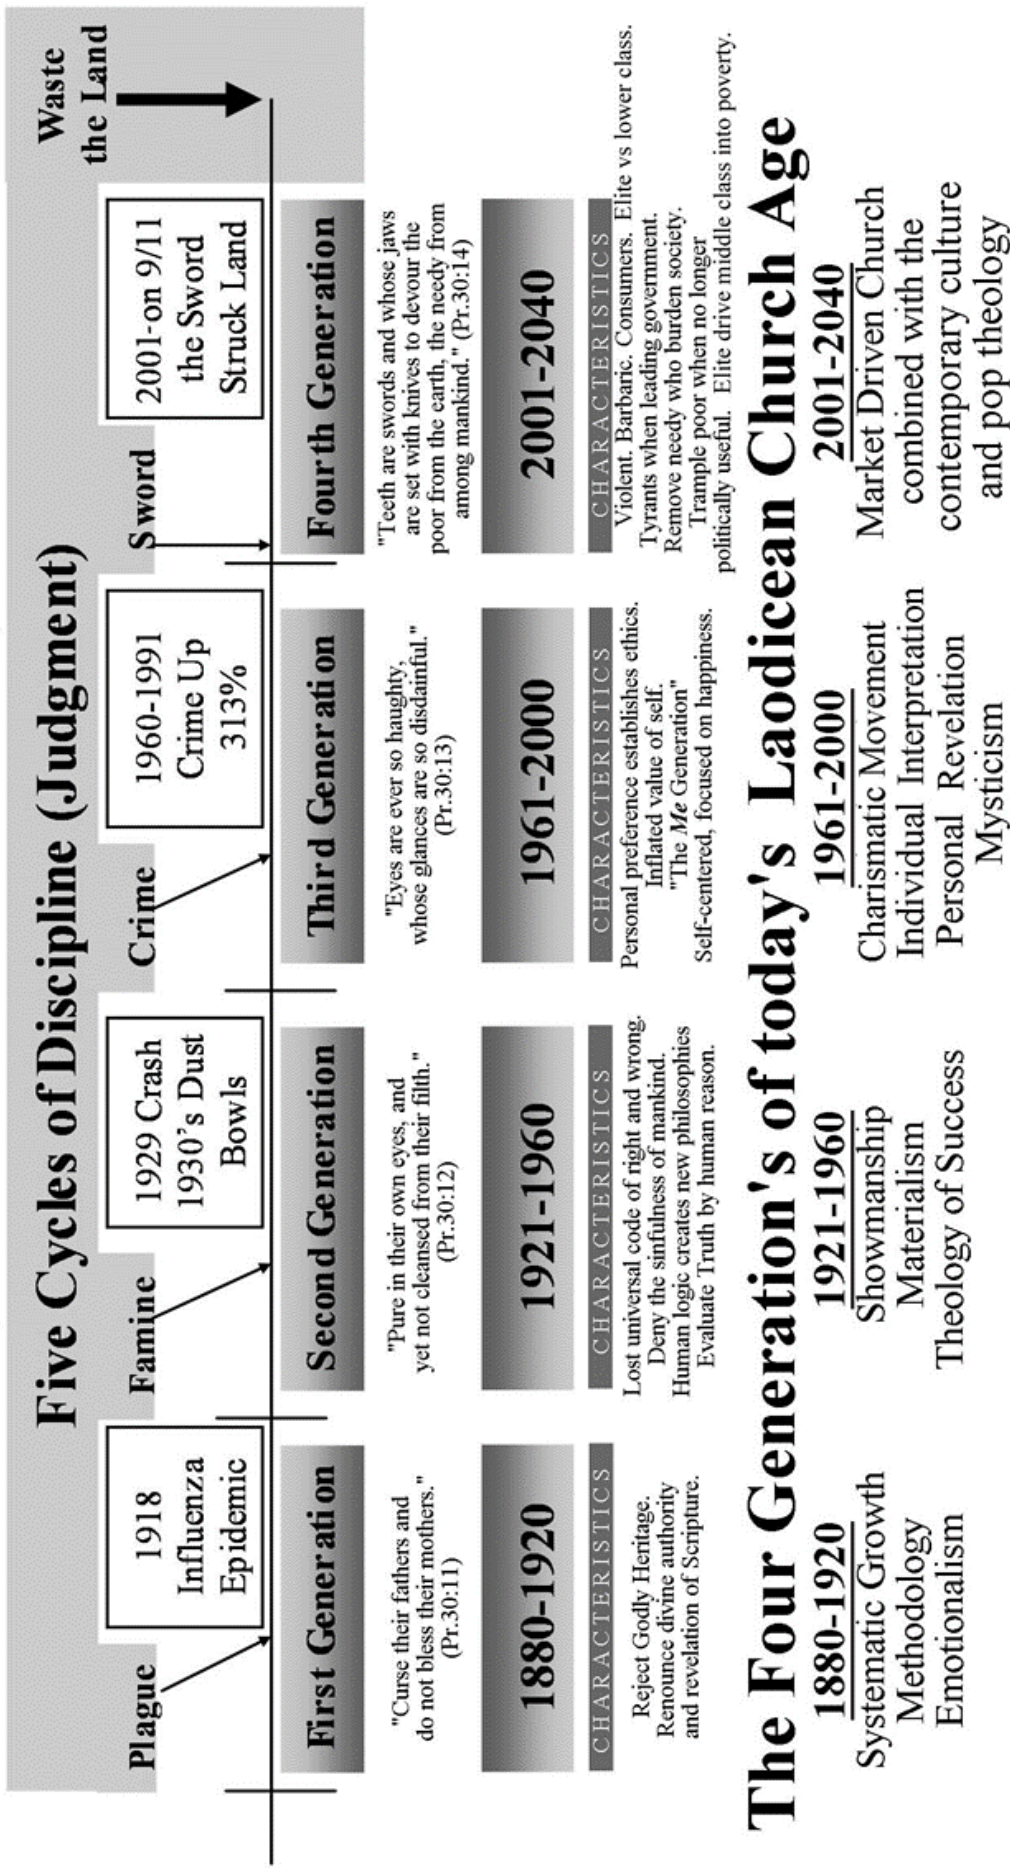 Five Cycles of Discipline (Judgment)
Waste
the Land
Plague
1918
Influenza
Epidemic
Famine
1929 Crash
1930's Dust
Bowls
Crime
1960-1991
Crime Up
313%
Sword
2001-on 9/11
the Sword
Struck Land
First Generation
"Curse their fathers and
do not bless their mothers."
(Pr.30:11)
1880-1920
CHARACTERISTICS
Reject Godly Heritage.
Renounce divine authority
and revelation of Scripture.
Second Generation
"Pure in their own eyes, and
yet not cleansed from their filth."
(Pr.30:12)
1921-1960
CHARACTERISTICS
Lost universal code of right and wrong.
Deny the sinfulness of mankind.
Human logic creates new philosophies
Evaluate Truth by human reason.
Third Generation
"Eyes are ever so haughty,
whose glances are so disdainful."
(Pr.30:13)
1961-2000
CHARACTERISTICS
Personal preference establishes ethics.
Inflated value of self.
"The Me Generation"
Self-centered, focused on happiness.
Fourth Generation
"Teeth are swords and whose jaws
are set with knives to devour the
poor from the earth, the needy from
among mankind." (Pr.30:14)
2001-2040
CHARACTERISTICS
Violent. Barbaric. Consumers. Elite vs lower class.
Tyrants when leading government.
Remove needy who burden society.
Trample poor when no longer
politically useful. Elite drive middle class into poverty.
The Four Generation's of today's Laodicean Church Age
1880-1920
Systematic Growth
Methodology
Emotionalism
1921-1960
Showmanship
Materialism
Theology of Success
1961-2000
Charismatic Movement
Individual Interpretation
Personal Revelation
Mysticism
2001-2040
Market Driven Church
combined with the
contemporary culture
and pop theology